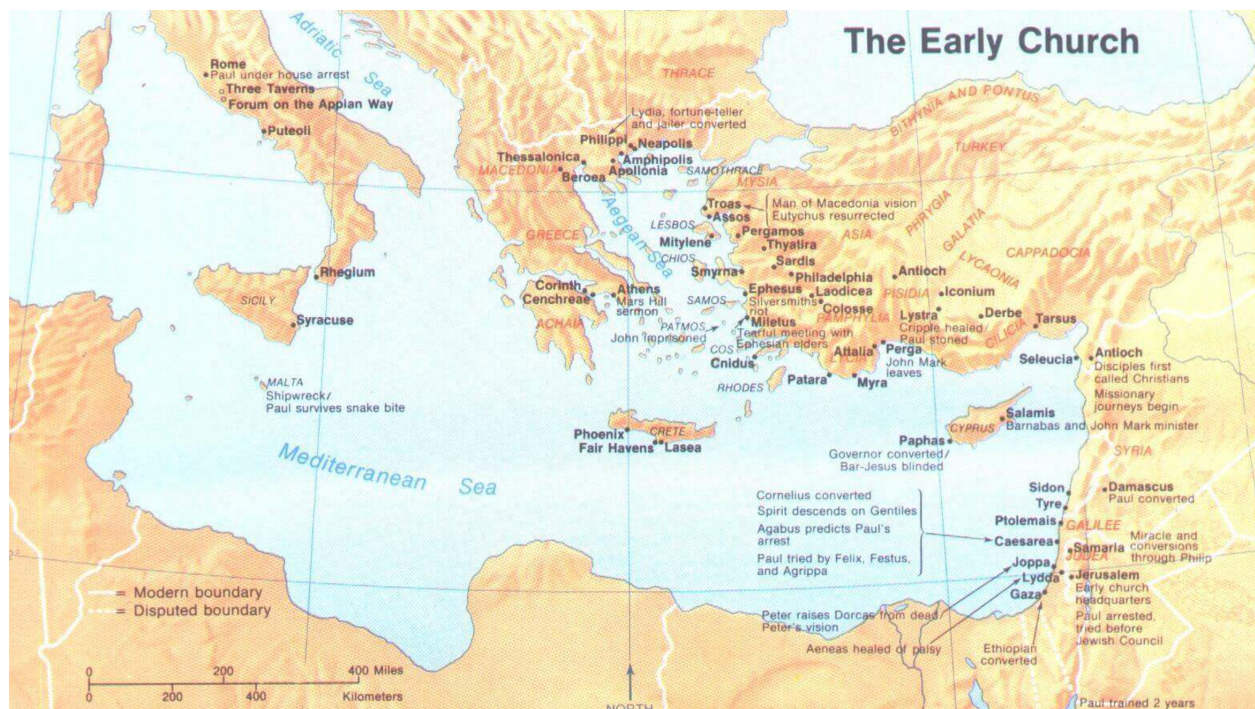 The Early Church
Adriatic
Sea
Rome
Paul under house arrest
Three Taverns
Forum on the Appian Way
Puteoli
THRACE
BITHYNIA AND PONTUS
TURKEY
Lydia, fortune-teller
and jailer converted
Philippi
Neapolis
Thessalonica
Amphipolis
MACEDONIA
Apollonia
Beroea
SAMOTHRACE
MYSIA
Troas
Man of Macedonia vision
Eutychus resurrected
Assos
Aegean Sea
LESBOS
Mitylene
Pergamos
ASIA
PHRYGIA
GALATIA
CAPPADOCIA
LYCAONIA
GREECE
Thyatira
CHIOS
Sardis
Smyrna
Philadelphia
Antioch
Rhegium
SICILY
Syracuse
Corinth
Cenchreae
Athens
Mars Hill
sermon
ACHAIA
Ephesus
Silversmiths
riot
SAMOS
Laodicea
Colosse
PISIDIA
Iconium
PAMPHYLIA
Lystra
Cripple healed/
Paul stoned
Derbe
CILICIA
Tarsus
Miletus
Tearful meeting with
Ephesian elders
PATMOS
John Imprisoned
COS
Cnidus
Attalia
LYCIA
Perga
John Mark
leaves
Seleucia
Antioch
Disciples first
called Christians
Missionary
journeys begin
RHODES
Patara
Myra
MALTA
Shipwreck/
Paul survives snake bite
Phoenix
CRETE
Fair Havens
Lasea
Salamis
Barnabas and John Mark minister
CYPRUS
Paphas
Governor converted/
Bar-Jesus blinded
Mediterranean Sea
SYRIA
Cornelius converted
Spirit descends on Gentiles
Agabus predicts Paul's
arrest
Paul tried by Felix, Festus,
and Agrippa
Sidon
Damascus
Paul converted
Tyre
Ptolemais
GALILEE
Caesarea
Samaria
Miracle and
conversions
through Philip
Joppa
JUDEA
Lydda
Jerusalem
Early church
headquarters
Paul arrested,
tried before
Jewish Council
Gaza
Peter raises Dorcas from dead/
Peter's vision
Aeneas healed of palsy
Ethiopian
converted
= Modern boundary
= Disputed boundary
0 200 400 Miles
200 400
Kilometers
NORTH
Paul trained 2 years